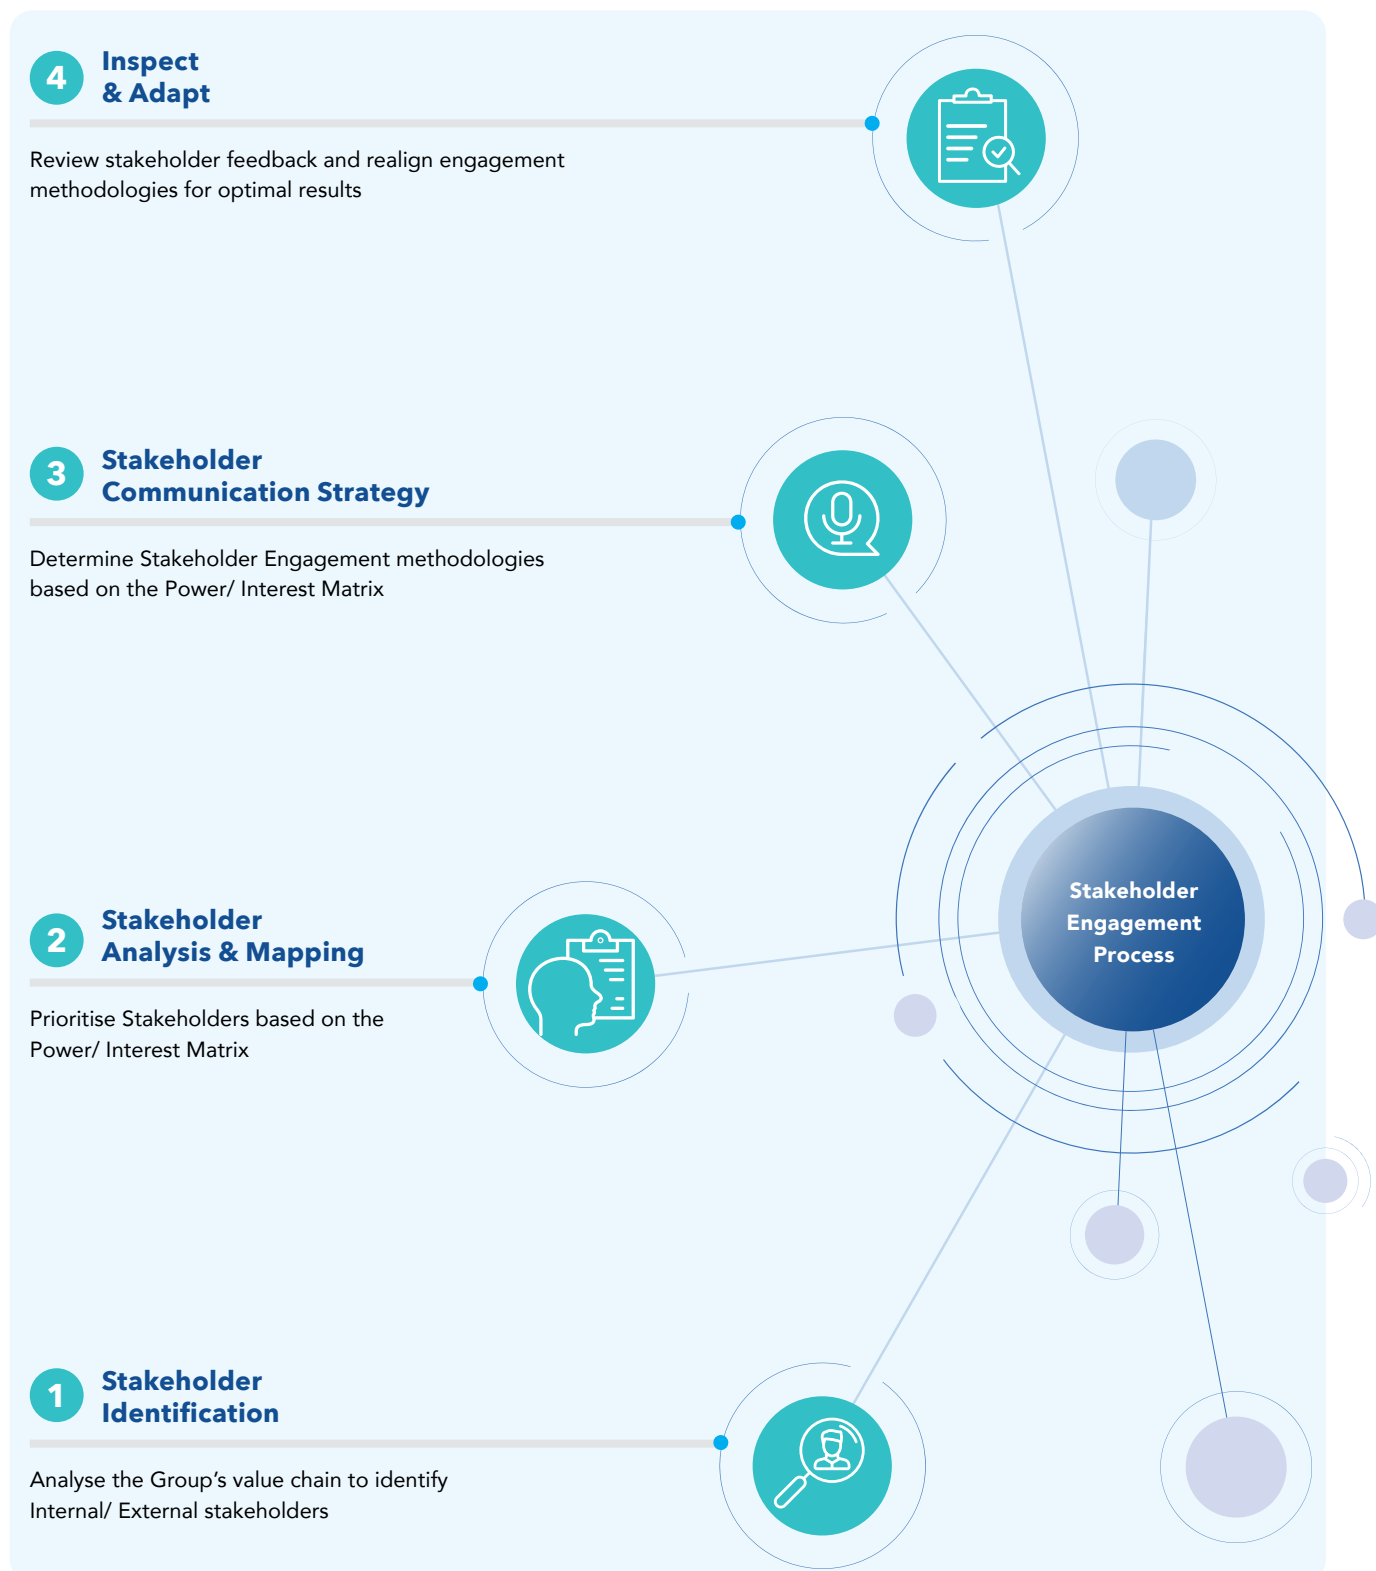 4
Inspect
& Adapt
Review stakeholder feedback and realign engagement
methodologies for optimal results
3
Stakeholder
Communication Strategy
Determine Stakeholder Engagement methodologies
based on the Power/ Interest Matrix
2
Stakeholder
Analysis & Mapping
Prioritise Stakeholders based on the
Power/ Interest Matrix
Stakeholder
Engagement
Process
1
Stakeholder
Identification
Analyse the Group’s value chain to identify
Internal/ External stakeholders